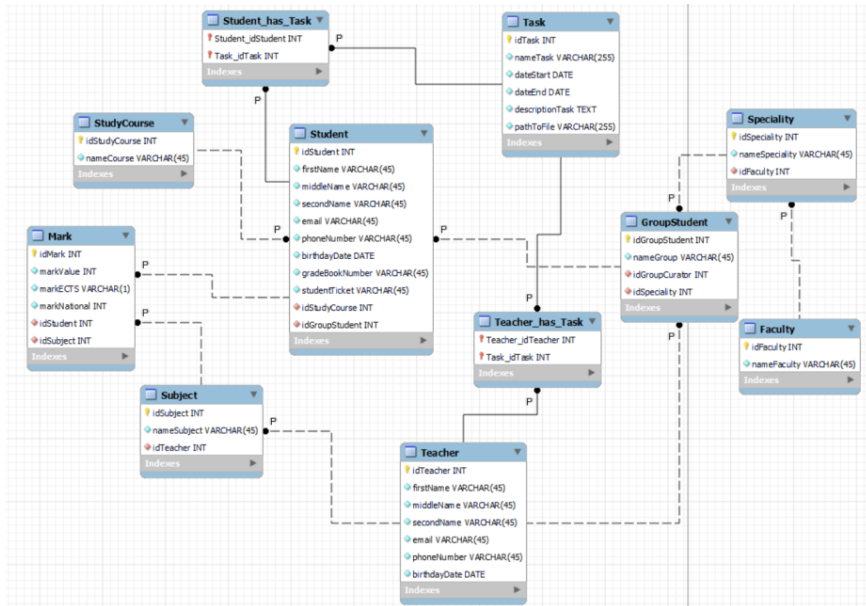 Student_has_Task
Student_idStudent INT
Task_idTask INT
Indexes
P
P
Task
idTask INT
nameTask VARCHAR(255)
dateStart DATE
dateEnd DATE
descriptionTask TEXT
pathToFile VARCHAR(255)
Indexes
StudyCourse
idStudyCourse INT
nameCourse VARCHAR(45)
Indexes
Student
idStudent INT
firstName VARCHAR(45)
middleName VARCHAR(45)
secondName VARCHAR(45)
email VARCHAR(45)
phoneNumber VARCHAR(45)
birthdayDate DATE
gradeBookNumber VARCHAR(45)
studentTicket VARCHAR(45)
idStudyCourse INT
idGroupStudent INT
Indexes
P
P
Speciality
idSpeciality INT
nameSpeciality VARCHAR(45)
idFaculty INT
Indexes
P
P
GroupStudent
idGroupStudent INT
nameGroup VARCHAR(45)
idGroupCurator INT
idSpeciality INT
Indexes
P
Mark
idMark INT
markValue INT
markECTS VARCHAR(1)
markNational INT
idStudent INT
idSubject INT
Indexes
P
P
P
Teacher_has_Task
Teacher_idTeacher INT
Task_idTask INT
Indexes
P
Faculty
idFaculty INT
nameFaculty VARCHAR(45)
Indexes
Subject
idSubject INT
nameSubject VARCHAR(45)
idTeacher INT
Indexes
P
Teacher
idTeacher INT
firstName VARCHAR(45)
middleName VARCHAR(45)
secondName VARCHAR(45)
email VARCHAR(45)
phoneNumber VARCHAR(45)
birthdayDate DATE
Indexes